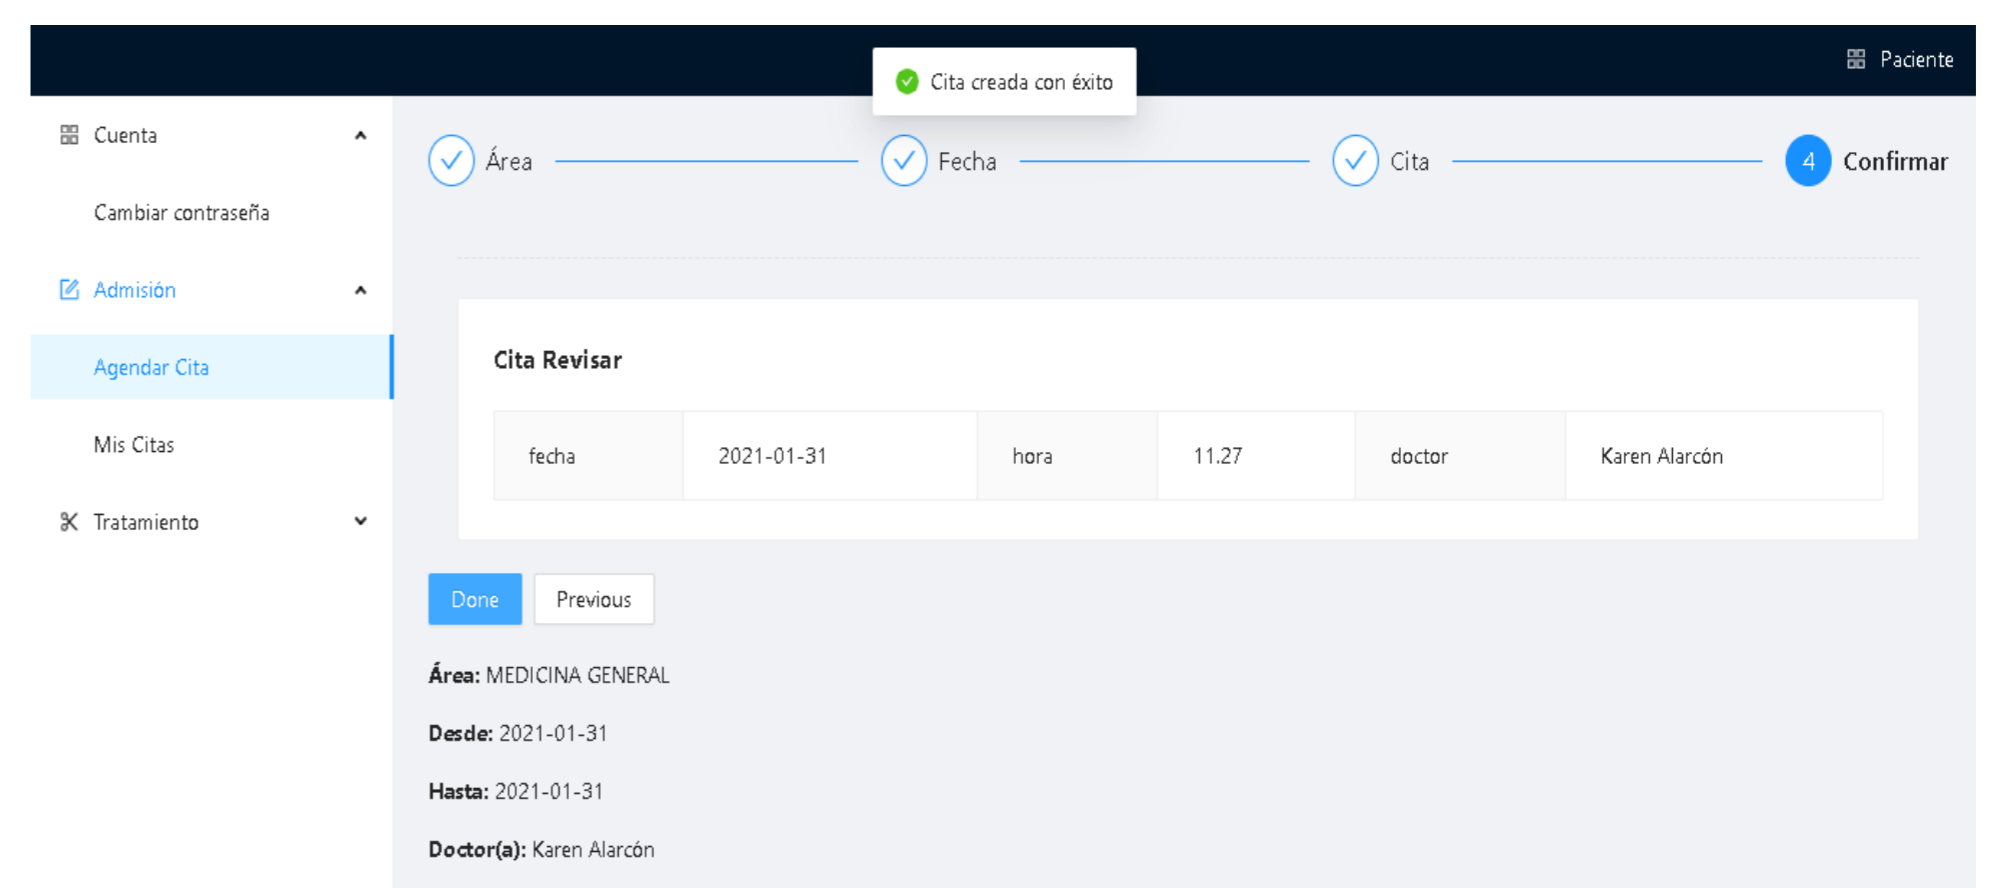 Paciente
Cita creada con éxito
Cuenta
Cambiar contraseña
Admisión
Agendar Cita
Mis Citas
Tratamiento
Área Fecha Cita 4 Confirmar
Cita Revisar
fecha 2021-01-31 hora 11.27 doctor Karen Alarcón
Done Previous
Área: MEDICINA GENERAL
Desde: 2021-01-31
Hasta: 2021-01-31
Doctor(a): Karen Alarcón